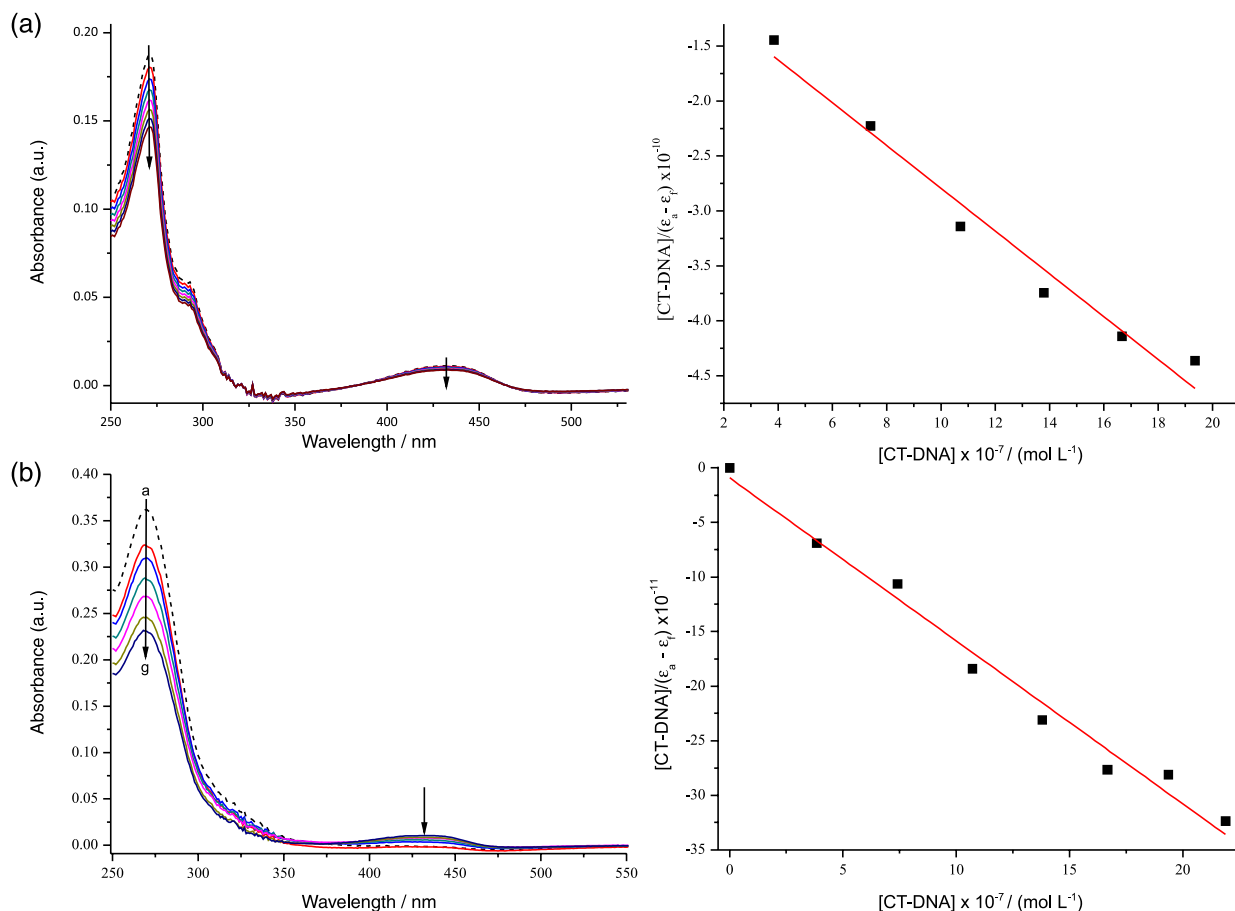 (a)
0.20
0.15
0.10
0.05
0.00
Absorbance (a.u.)
250 300 350 400 450 500
Wavelength / nm
-1.5
-2.0
-2.5
-3.0
-3.5
-4.0
-4.5
[CT-DNA]/(εₐ - ε_f) x10⁻¹⁰
2 4 6 8 10 12 14 16 18 20
[CT-DNA] x 10⁻⁷ / (mol L⁻¹)
(b)
0.40
0.35
0.30
0.25
0.20
0.15
0.10
0.05
0.00
Absorbance (a.u.)
a
g
250 300 350 400 450 500 550
Wavelength / nm
0
-5
-10
-15
-20
-25
-30
-35
[CT-DNA]/(εₐ - ε_f) x10⁻¹¹
0 5 10 15 20
[CT-DNA] x 10⁻⁷ / (mol L⁻¹)